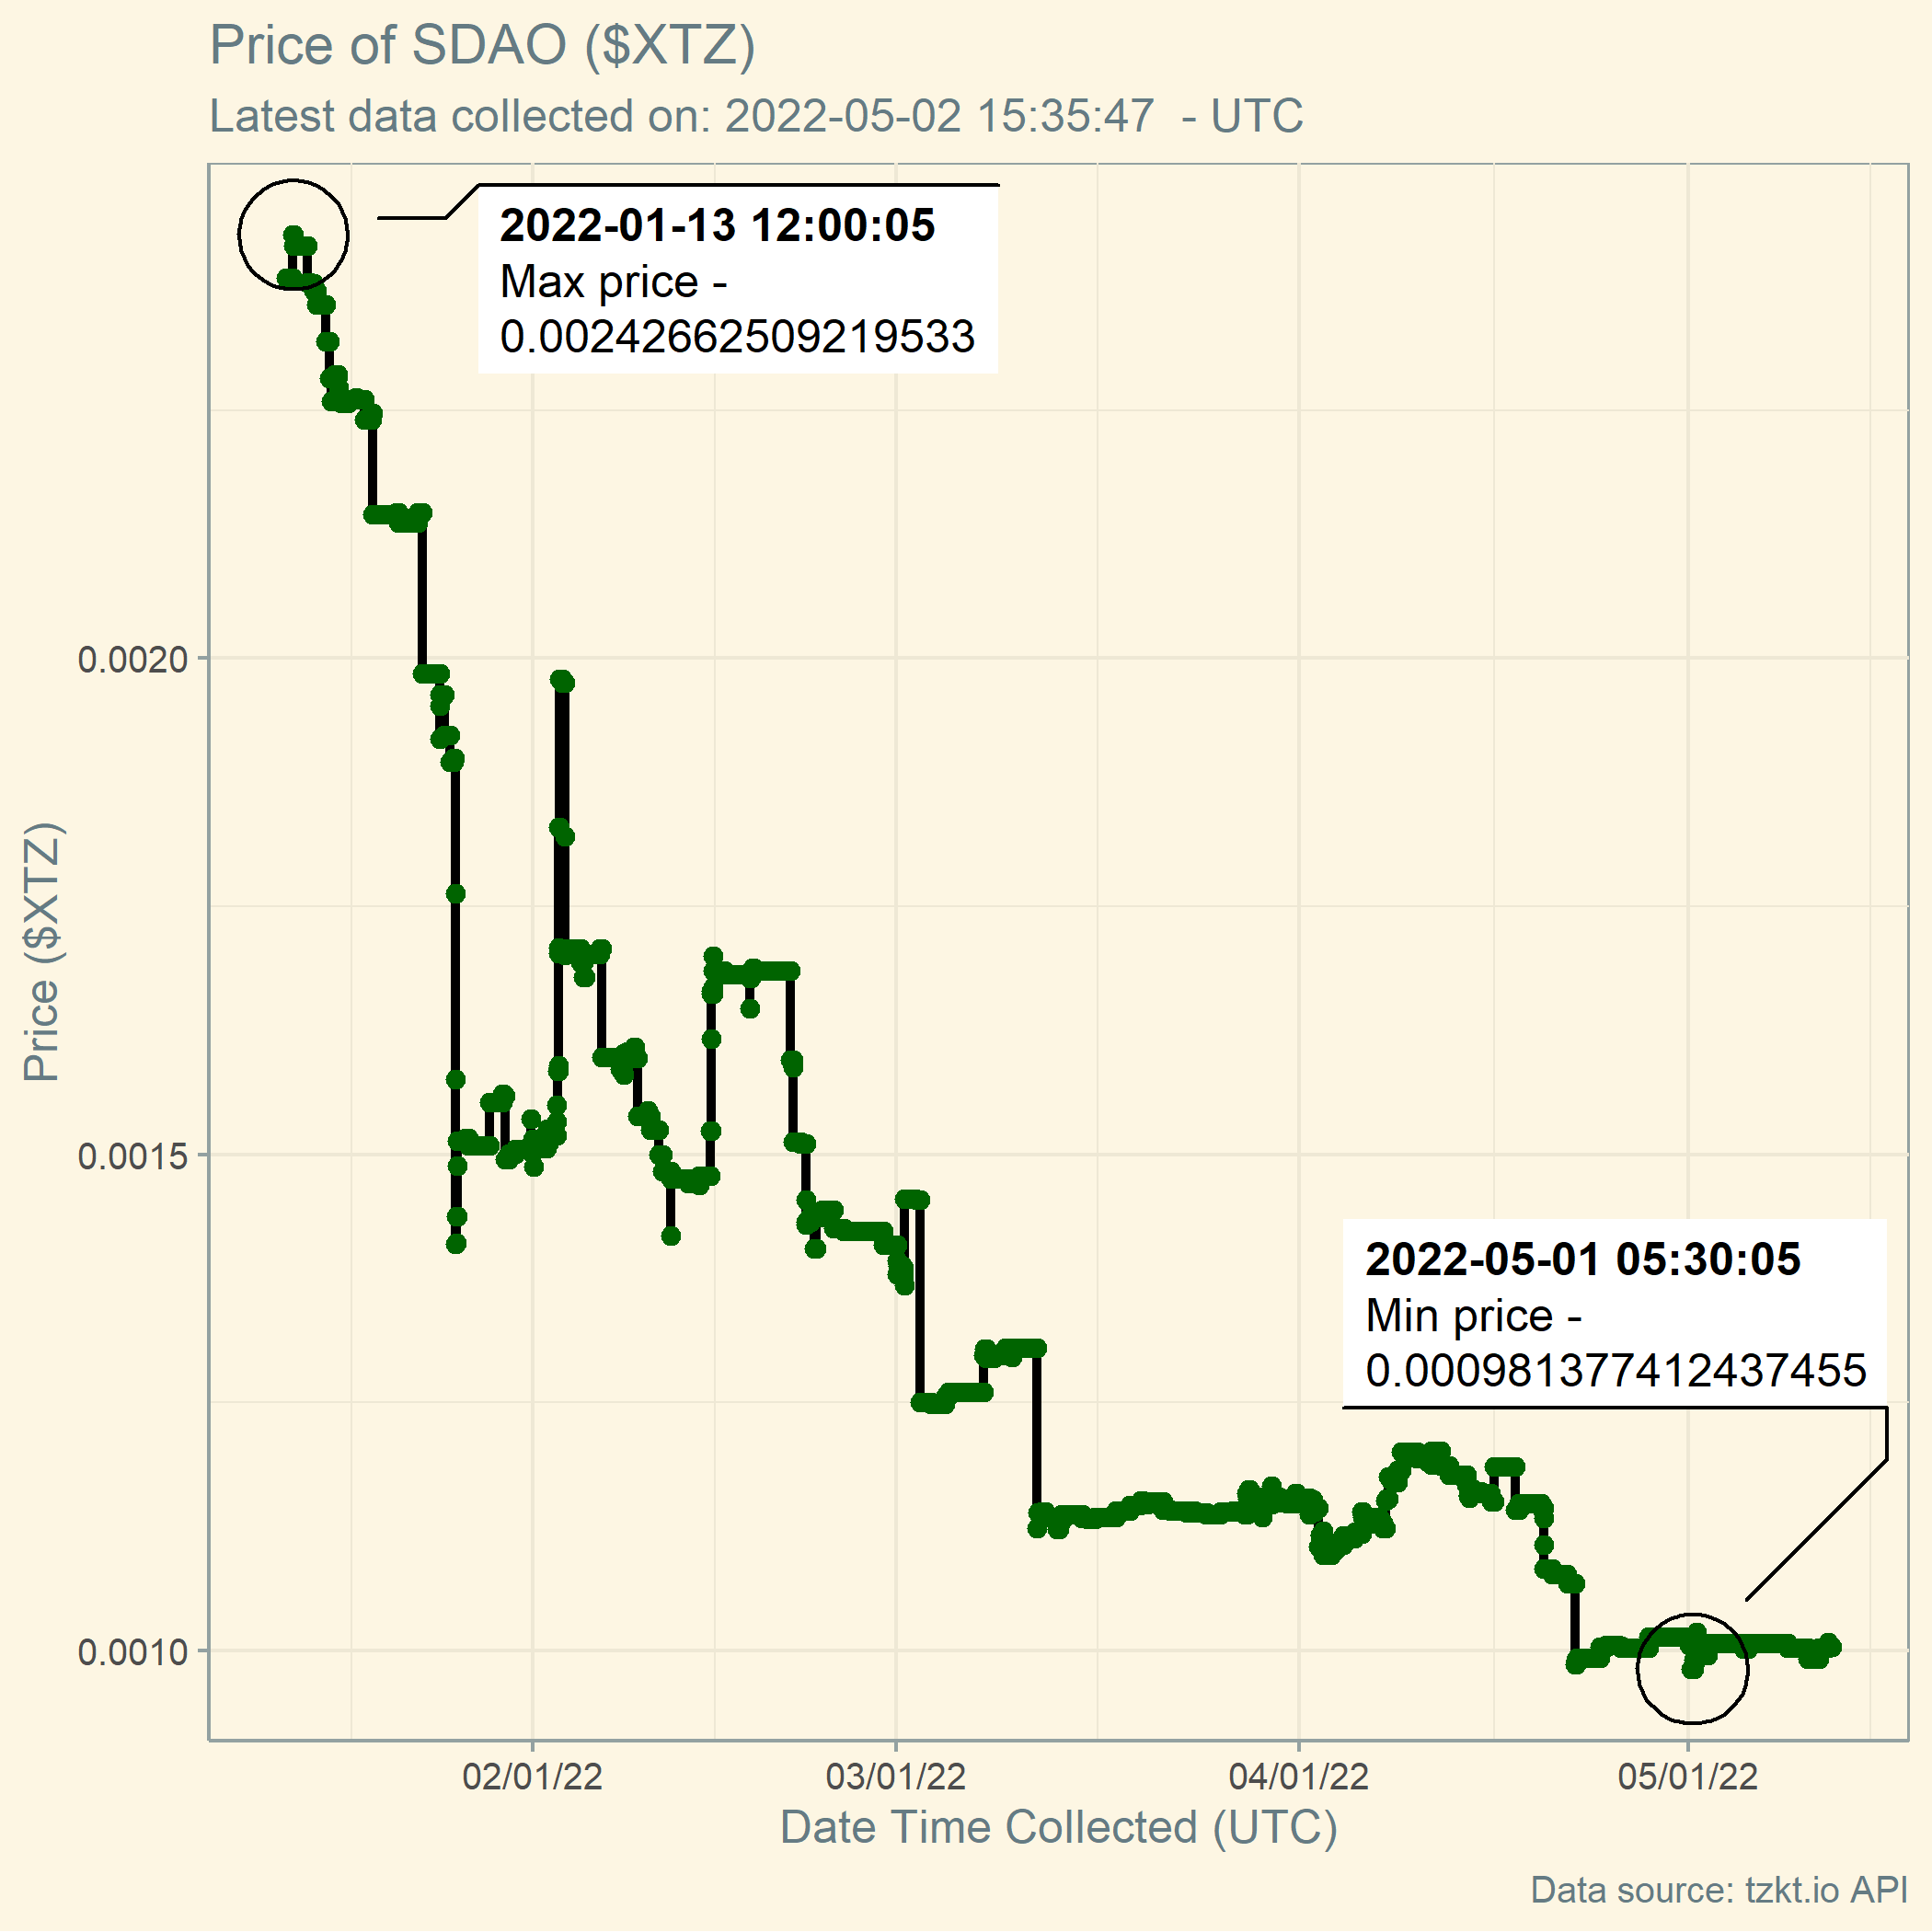 Price of SDAO ($XTZ)
Latest data collected on: 2022-05-02 15:35:47  - UTC
2022-01-13 12:00:05
Max price -
0.00242662509219533
0.0020
Price ($XTZ)
0.0015
2022-05-01 05:30:05
Min price -
0.000981377412437455
0.0010
02/01/22
03/01/22
04/01/22
05/01/22
Date Time Collected (UTC)
Data source: tzkt.io API